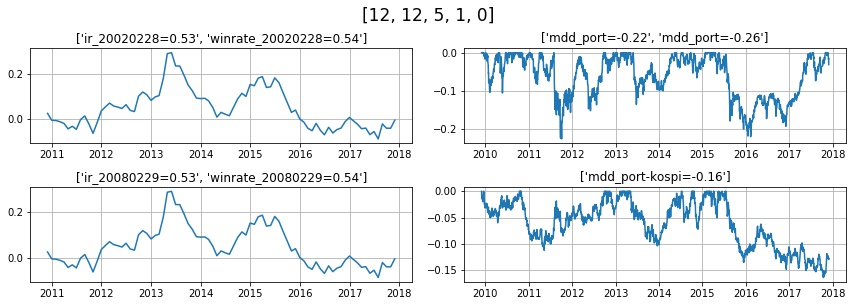 [12, 12, 5, 1, 0]
['ir_20020228=0.53', 'winrate_20020228=0.54']
0.2
0.0
2011 2012 2013 2014 2015 2016 2017 2018
['mdd_port=-0.22', 'mdd_port=-0.26']
0.0
−0.1
−0.2
2010 2011 2012 2013 2014 2015 2016 2017 2018
['ir_20080229=0.53', 'winrate_20080229=0.54']
0.2
0.0
2011 2012 2013 2014 2015 2016 2017 2018
['mdd_port-kospi=-0.16']
0.00
−0.05
−0.10
−0.15
2010 2011 2012 2013 2014 2015 2016 2017 2018